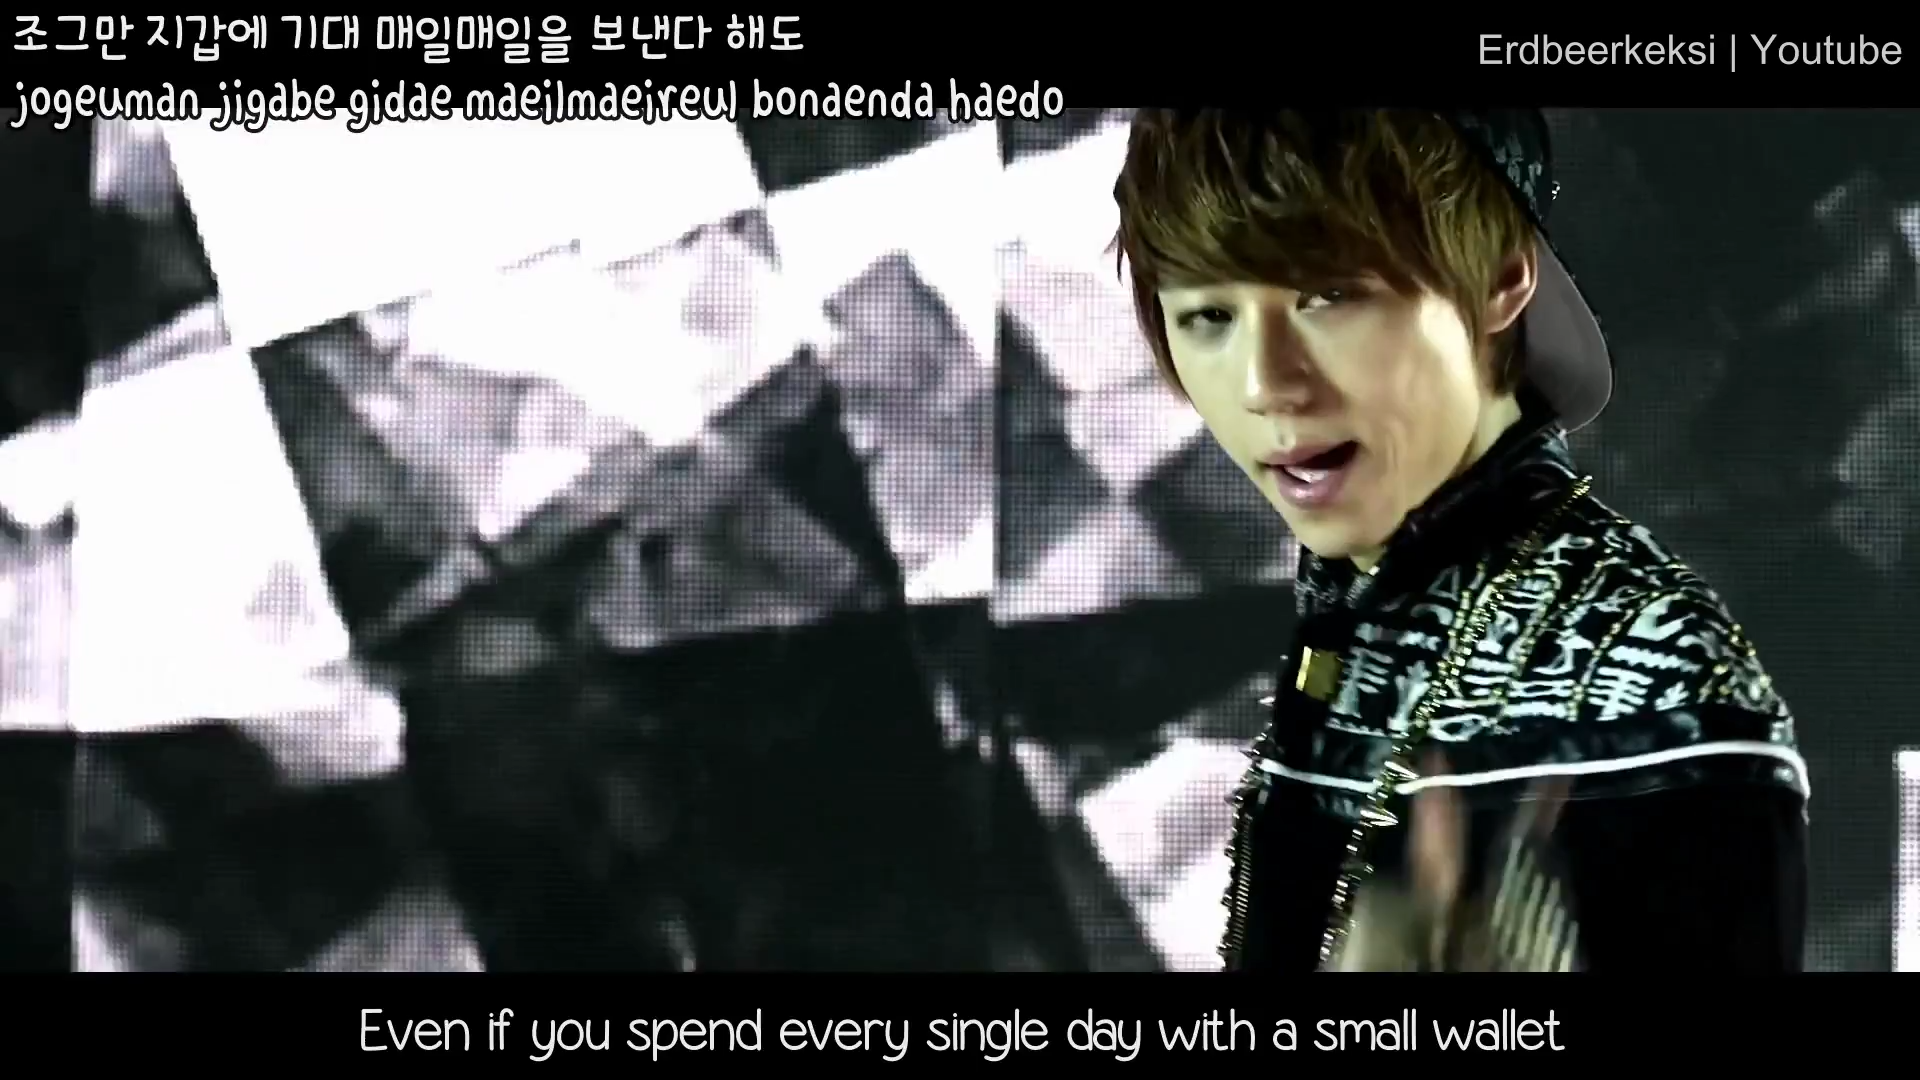 조그만 지갑에 기대 매일매일을 보낸다 해도
Erdbeerkeksi | Youtube
jogeuman jigabe gidae maeilmaeireul bonaenda haedo
Even if you spend every single day with a small wallet